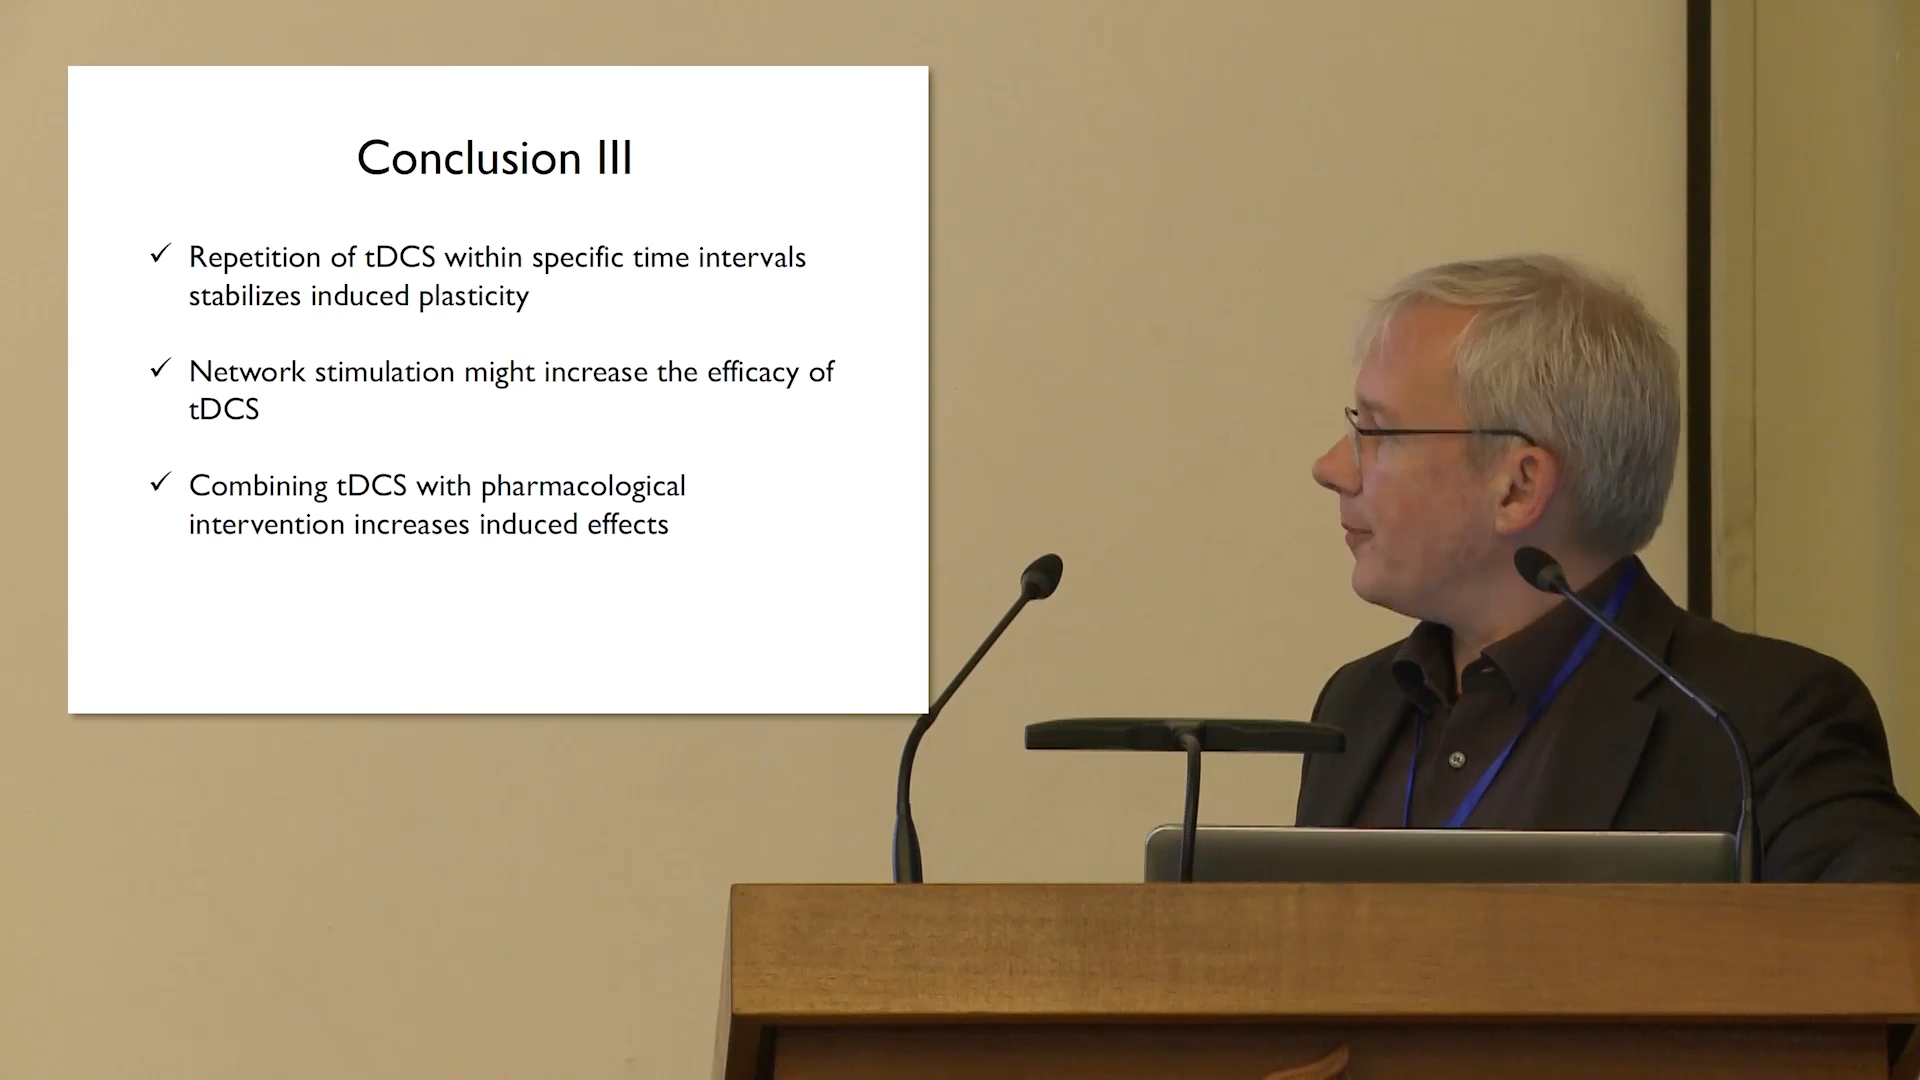 Conclusion III
✓ Repetition of tDCS within specific time intervals
stabilizes induced plasticity
✓ Network stimulation might increase the efficacy of
tDCS
✓ Combining tDCS with pharmacological
intervention increases induced effects